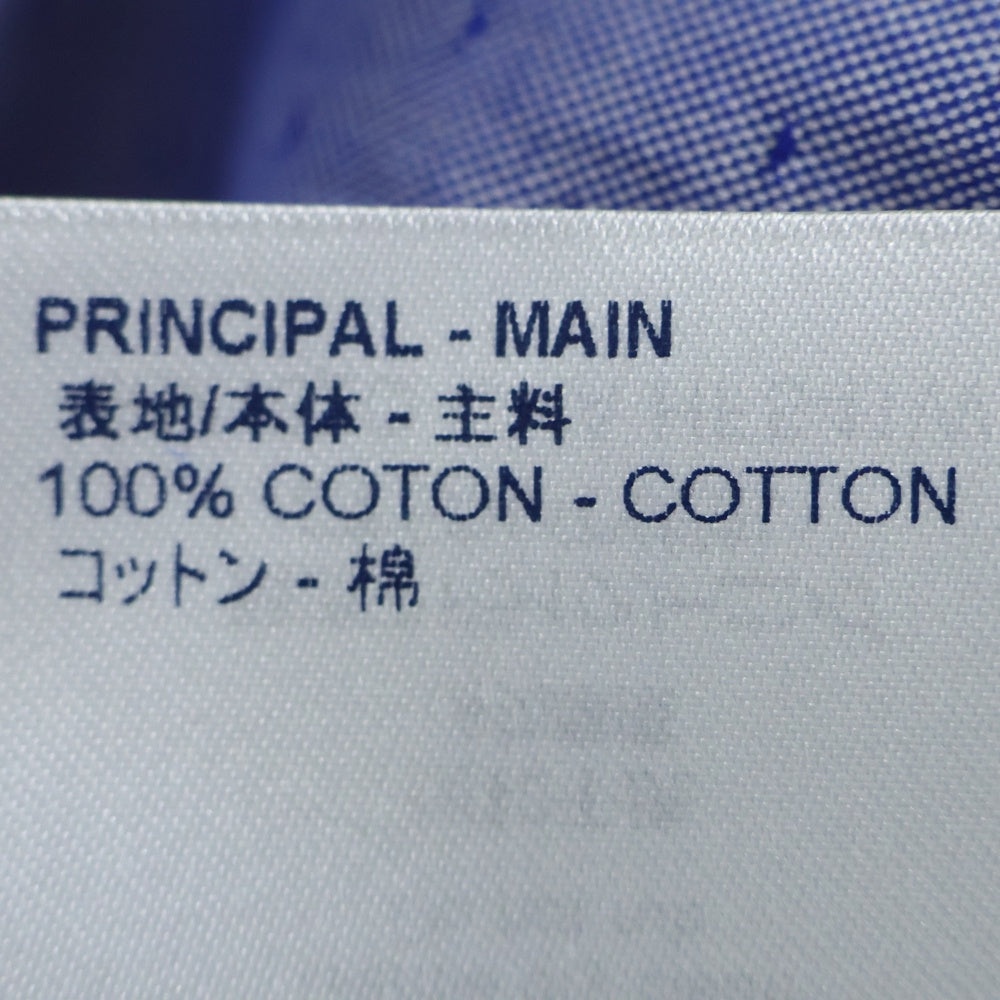 PRINCIPAL - MAIN
表地/本体 - 主料
100% COTON - COTTON
コットン - 棉